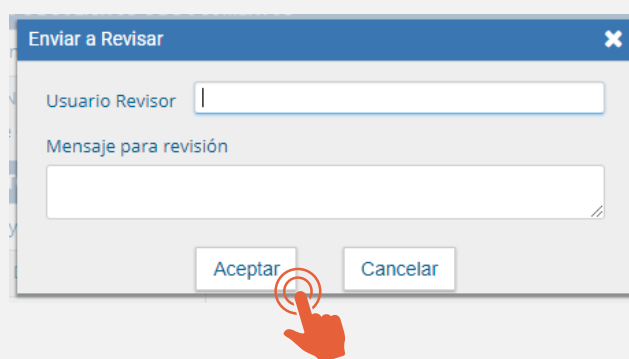 Enviar a Revisar
Usuario Revisor
Mensaje para revisión
Aceptar
Cancelar